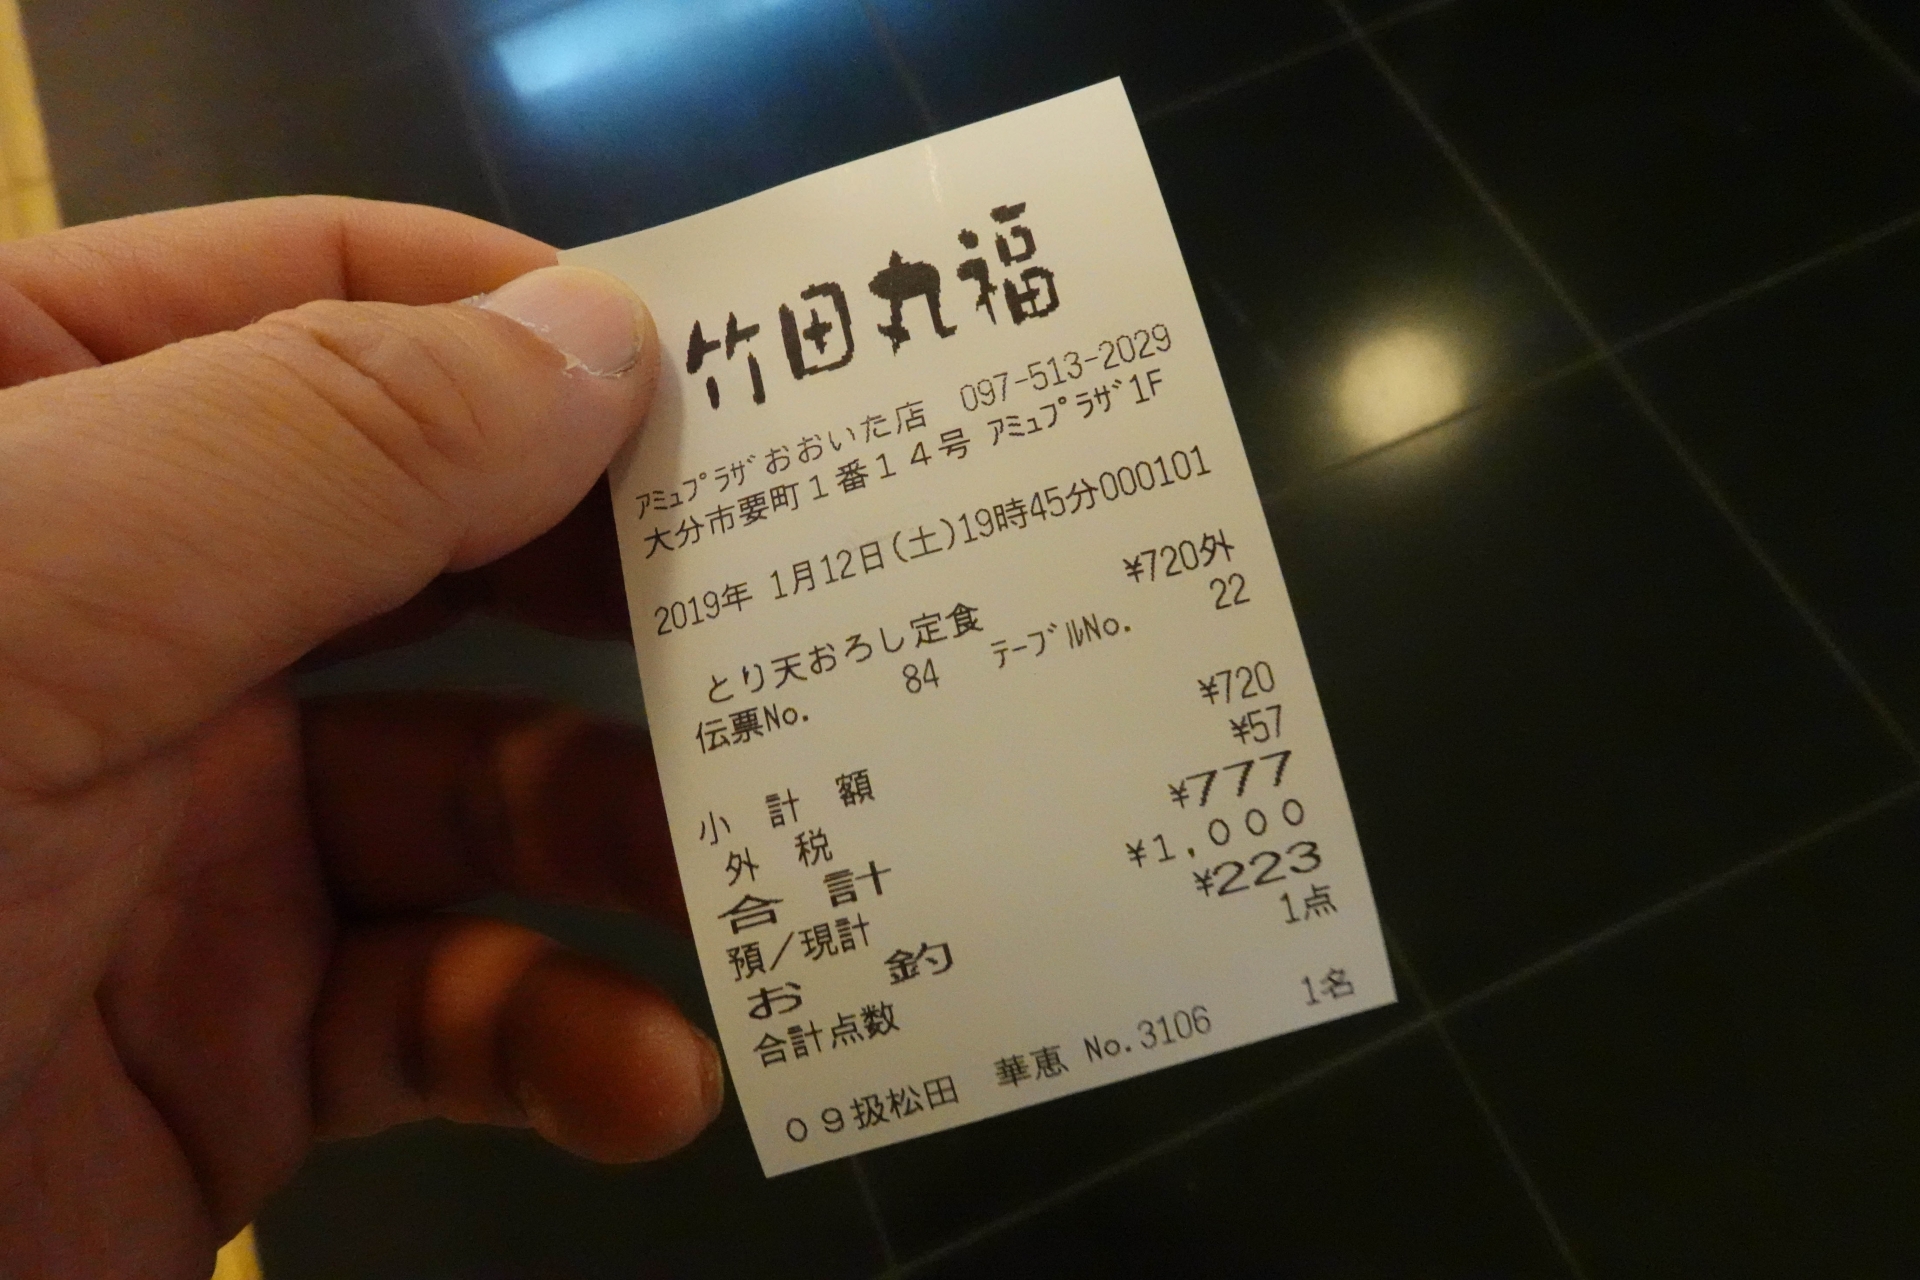 竹田丸福
ｱﾐｭﾌﾟﾗｻﾞおおいた店 097-513-2029
大分市要町１番１４号 ｱﾐｭﾌﾟﾗｻﾞ1F
2019年 1月12日(土)19時45分000101
とり天おろし定食 ¥720外
伝票No. 84 ﾃｰﾌﾞﾙNo. 22
小計額 ¥720
外税 ¥57
合計 ¥777
預／現計 ¥1,000
お釣 ¥223
合計点数 1点
０９扱松田 華恵 No.3106 1名